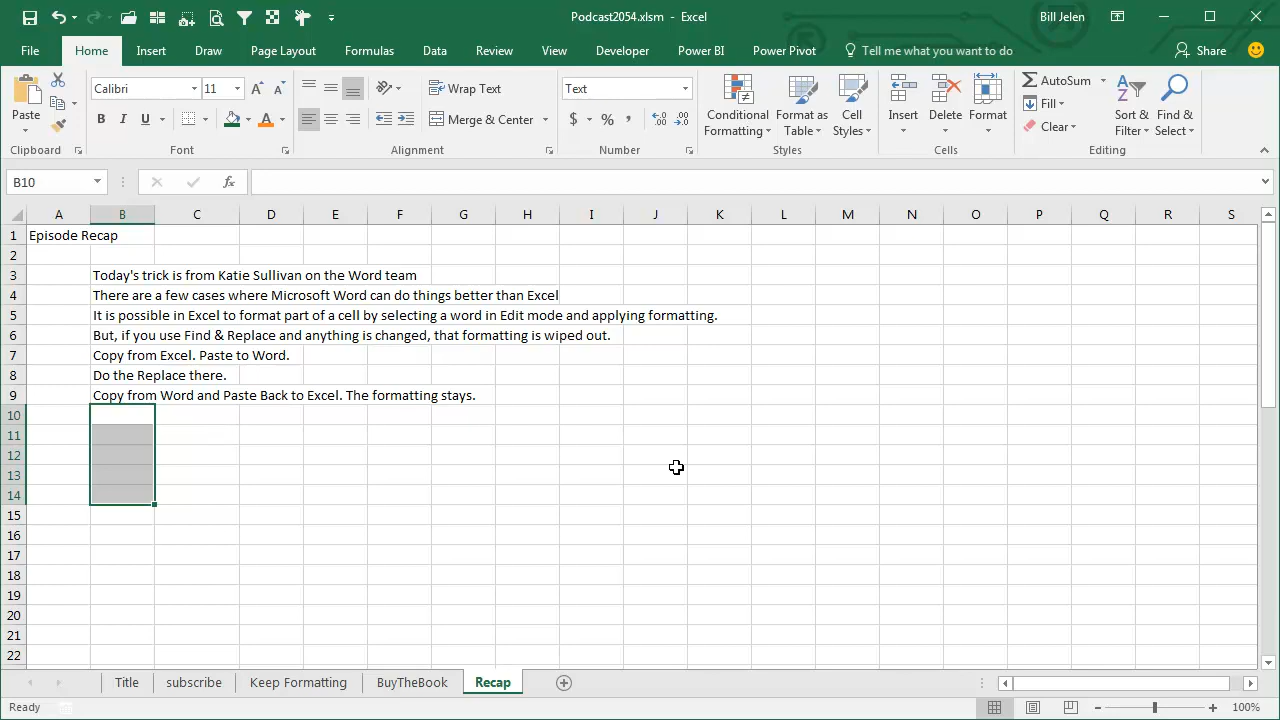 Podcast2054.xlsm - Excel
Bill Jelen
File Home Insert Draw Page Layout Formulas Data Review View Developer Power BI Power Pivot Tell me what you want to do Share
Paste
Clipboard
Calibri 11
B I U
Font
Wrap Text
Merge & Center
Alignment
Text
$ % ,
Number
Conditional Formatting
Format as Table
Cell Styles
Styles
Insert Delete Format
Cells
AutoSum
Fill
Clear
Sort & Filter
Find & Select
Editing
B10
fx
A B C D E F G H I J K L M N O P Q R S
1 Episode Recap
2
3 Today's trick is from Katie Sullivan on the Word team
4 There are a few cases where Microsoft Word can do things better than Excel
5 It is possible in Excel to format part of a cell by selecting a word in Edit mode and applying formatting.
6 But, if you use Find & Replace and anything is changed, that formatting is wiped out.
7 Copy from Excel. Paste to Word.
8 Do the Replace there.
9 Copy from Word and Paste Back to Excel. The formatting stays.
10
11
12
13
14
15
16
17
18
19
20
21
22
Title subscribe Keep Formatting BuyTheBook Recap
Ready
100%